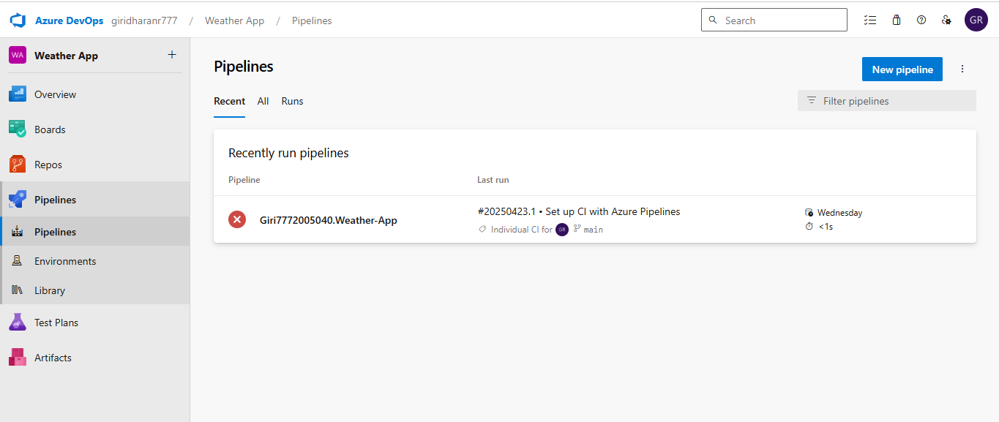 Azure DevOps giridharanr777 / Weather App / Pipelines Search GR
WA Weather App +
Overview
Boards
Repos
Pipelines
Pipelines
Environments
Library
Test Plans
Artifacts
Pipelines
New pipeline
Recent All Runs
Filter pipelines
Recently run pipelines
Pipeline Last run
Giri7772005040.Weather-App
#20250423.1 • Set up CI with Azure Pipelines
Individual CI for GR main
Wednesday
<1s